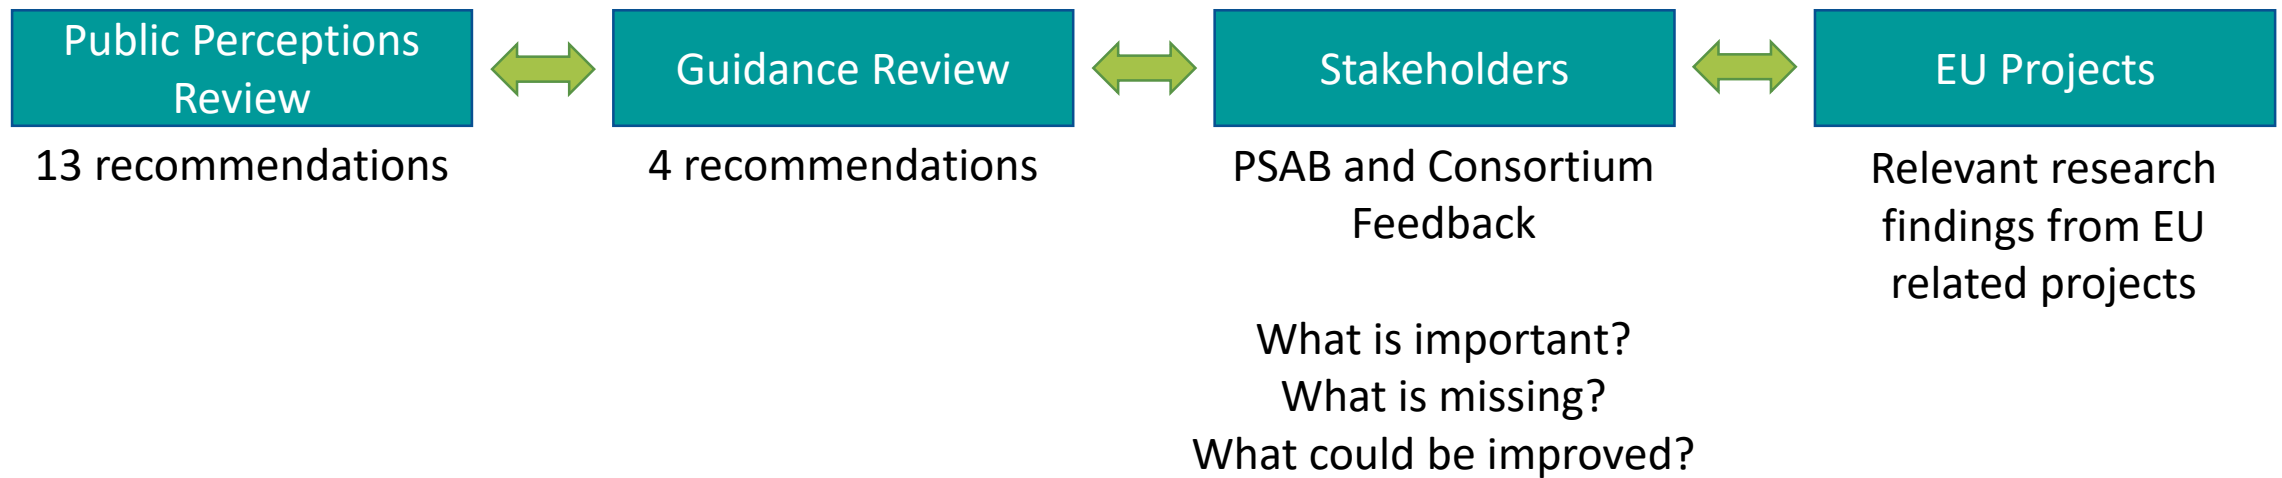 Public Perceptions
Review
13 recommendations
Guidance Review
4 recommendations
Stakeholders
PSAB and Consortium
Feedback
What is important?
What is missing?
What could be improved?
EU Projects
Relevant research
findings from EU
related projects